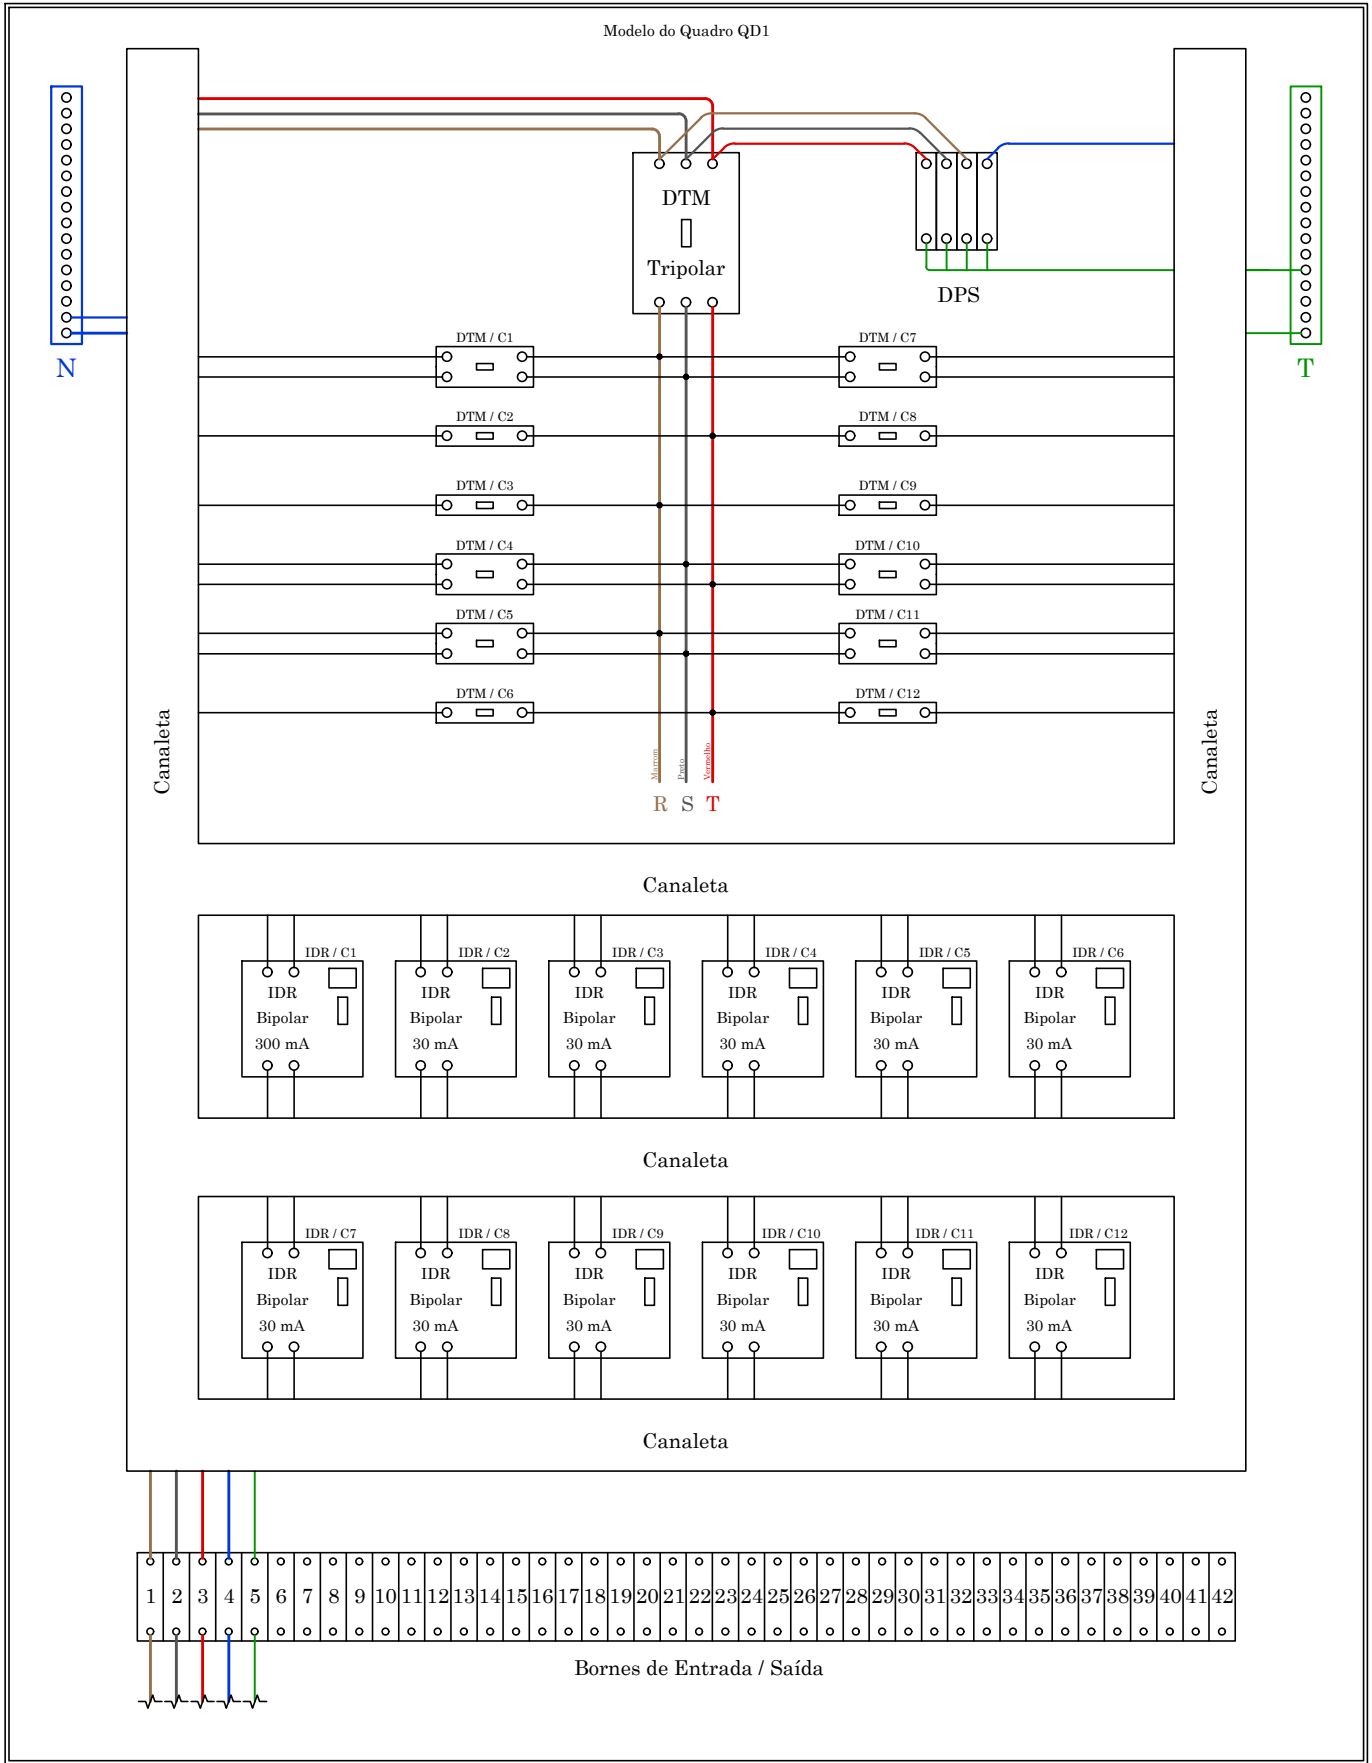 Modelo do Quadro QD1
DTM
Tripolar
DPS
N
T
DTM / C1
DTM / C7
DTM / C2
DTM / C8
DTM / C3
DTM / C9
DTM / C4
DTM / C10
DTM / C5
DTM / C11
DTM / C6
DTM / C12
Canaleta
Canaleta
Marrom
Preto
Vermelho
R S T
Canaleta
IDR / C1
IDR
Bipolar
300 mA
IDR / C2
IDR
Bipolar
30 mA
IDR / C3
IDR
Bipolar
30 mA
IDR / C4
IDR
Bipolar
30 mA
IDR / C5
IDR
Bipolar
30 mA
IDR / C6
IDR
Bipolar
30 mA
Canaleta
IDR / C7
IDR
Bipolar
30 mA
IDR / C8
IDR
Bipolar
30 mA
IDR / C9
IDR
Bipolar
30 mA
IDR / C10
IDR
Bipolar
30 mA
IDR / C11
IDR
Bipolar
30 mA
IDR / C12
IDR
Bipolar
30 mA
Canaleta
1 2 3 4 5 6 7 8 9 10 11 12 13 14 15 16 17 18 19 20 21 22 23 24 25 26 27 28 29 30 31 32 33 34 35 36 37 38 39 40 41 42
Bornes de Entrada / Saída